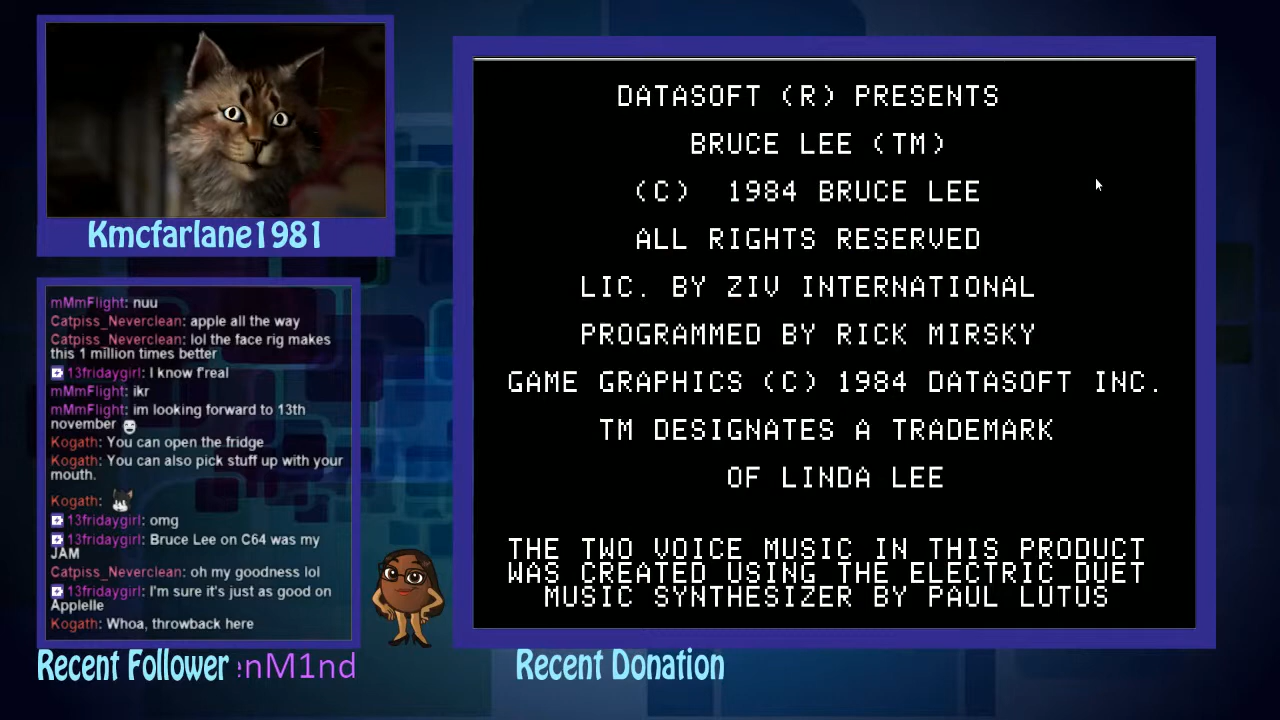 Kmcfarlane1981
mMmFlight: nuu
Catpiss_Neverclean: apple all the way
Catpiss_Neverclean: lol the face rig makes
this 1 million times better
13fridaygirl: I know f'real
mMmFlight: ikr
mMmFlight: im looking forward to 13th
november
Kogath: You can open the fridge
Kogath: You can also pick stuff up with your
mouth.
Kogath:
13fridaygirl: omg
13fridaygirl: Bruce Lee on C64 was my
JAM
Catpiss_Neverclean: oh my goodness lol
13fridaygirl: I'm sure it's just as good on
AppleIIe
Kogath: Whoa, throwback here
Recent Follower :nM1nd
DATASOFT (R) PRESENTS
BRUCE LEE (TM)
(C) 1984 BRUCE LEE
ALL RIGHTS RESERVED
LIC. BY ZIV INTERNATIONAL
PROGRAMMED BY RICK MIRSKY
GAME GRAPHICS (C) 1984 DATASOFT INC.
TM DESIGNATES A TRADEMARK
OF LINDA LEE
THE TWO VOICE MUSIC IN THIS PRODUCT
WAS CREATED USING THE ELECTRIC DUET
MUSIC SYNTHESIZER BY PAUL LUTUS
Recent Donation